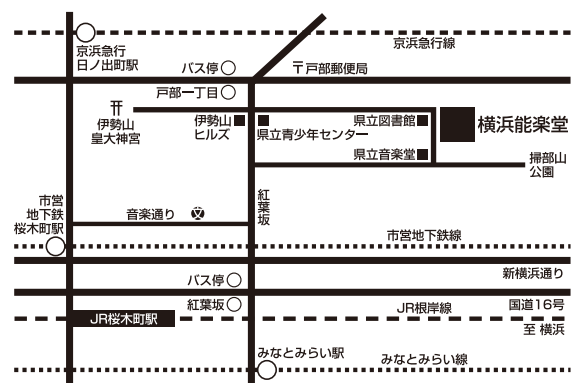 京浜急行線
京浜急行
日ノ出町駅
バス停
〒戸部郵便局
戸部一丁目
伊勢山
皇大神宮
伊勢山
ヒルズ
県立青少年センター
県立図書館
横浜能楽堂
県立音楽堂
掃部山
公園
市営
地下鉄
桜木町駅
音楽通り
紅葉坂
市営地下鉄線
新横浜通り
バス停
紅葉坂
JR根岸線
国道16号
JR桜木町駅
至 横浜
みなとみらい駅
みなとみらい線